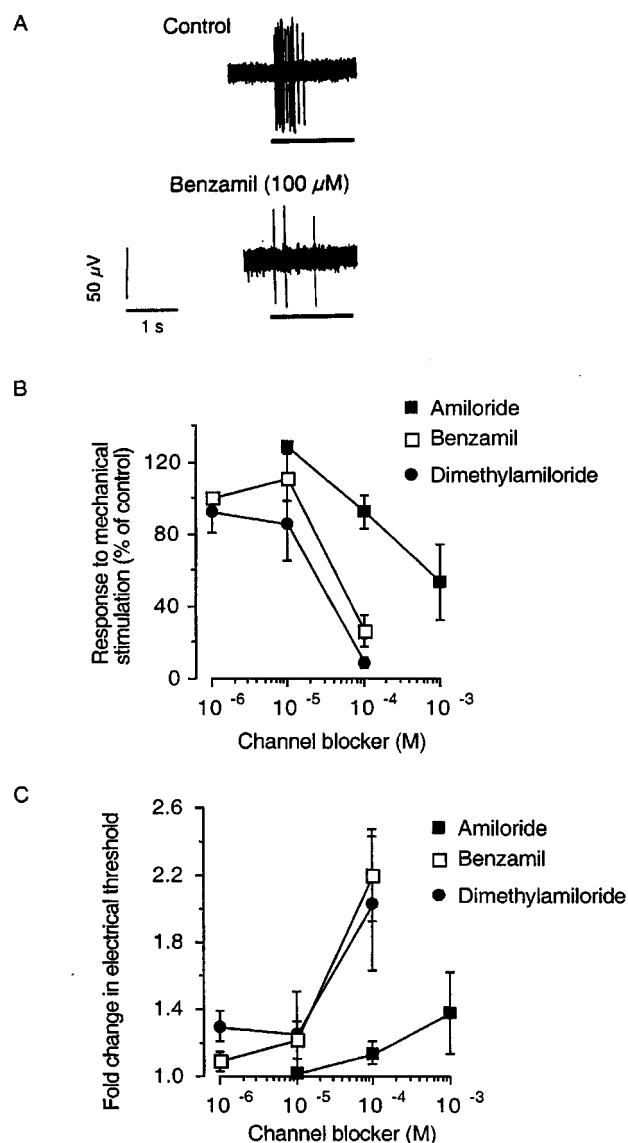 A
Control
Benzamil (100 µM)
50 µV
1 s
B
Response to mechanical
stimulation (% of control)
120
80
40
0
10 -6
10 -5
10 -4
10 -3
Channel blocker (M)
Amiloride
Benzamil
Dimethylamiloride
C
Fold change in electrical threshold
2.6
2.2
1.8
1.4
1.0
10 -6
10 -5
10 -4
10 -3
Channel blocker (M)
Amiloride
Benzamil
Dimethylamiloride